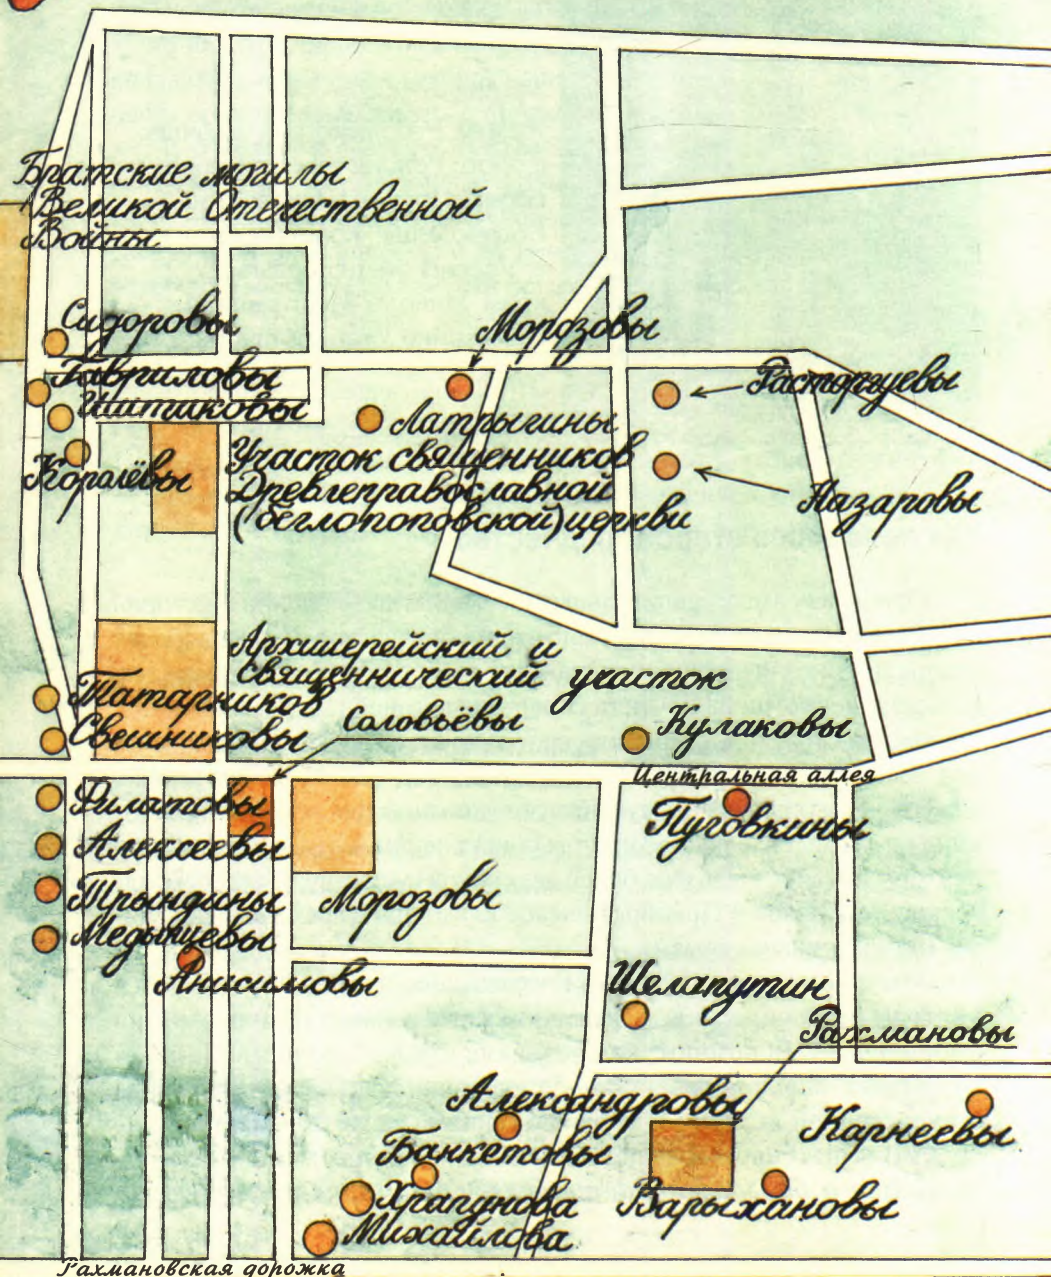 Братские могилы
Великой Отечественной
Войны
Сидоровы
Морозовы
Гавриловы
Расторгуевы
Иштиковы
Латрыгины
Королёвы
Участок священников
Древлеправославной
(беглопоповской) церкви
Назаровы
Архиерейский и
священнический участок
Татарников
Соловьёвы
Свешниковы
Кулаковы
Центральная аллея
Филатовы
Пуговкины
Алексеевы
Трындины
Морозовы
Медынцевы
Анисимовы
Шелапутин
Рахмановы
Александровы
Карнеевы
Банкетовы
Храпунова
Варыхановы
Михайлова
Рахмановская дорожка